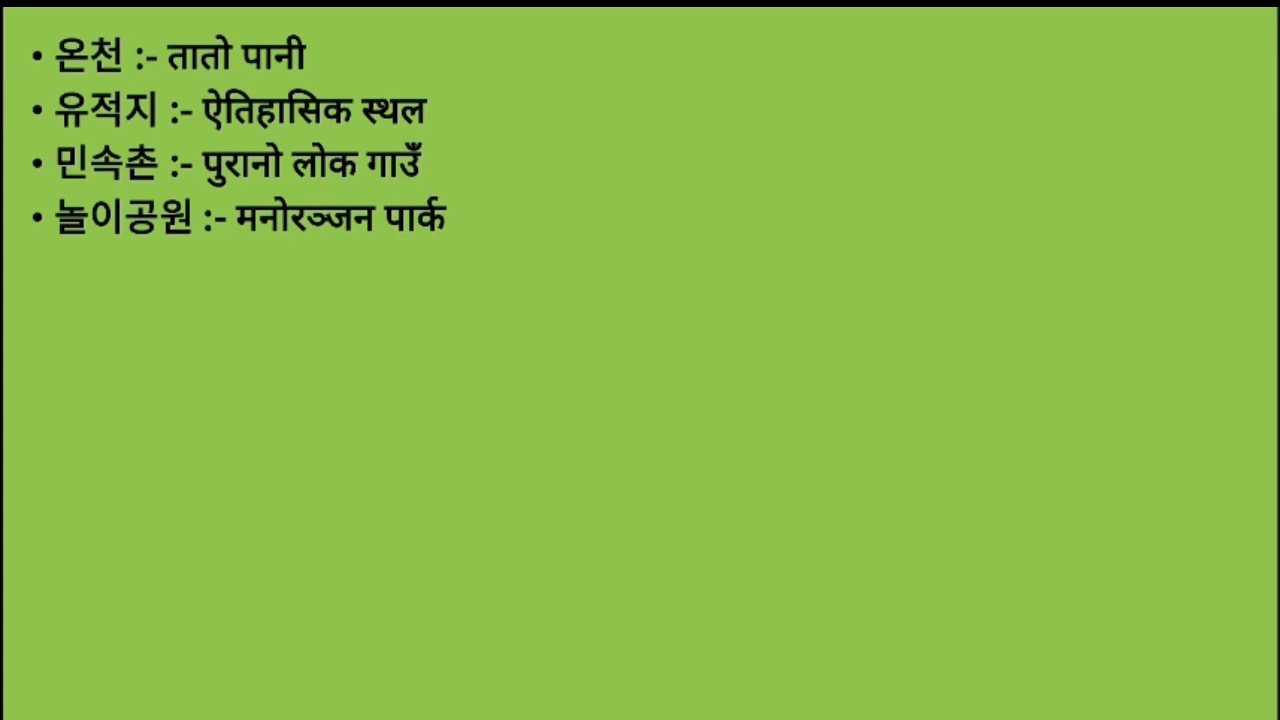 • 온천 :- तातो पानी
• 유적지 :- ऐतिहासिक स्थल
• 민속촌 :- पुरानो लोक गाउँ
• 놀이공원 :- मनोरञ्जन पार्क